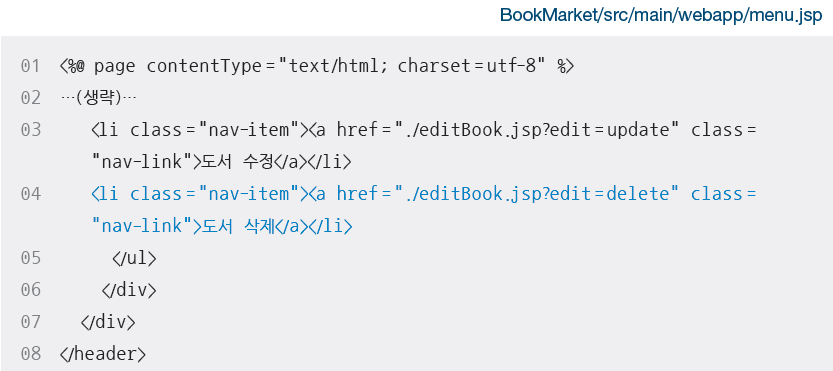 BookMarket/src/main/webapp/menu.jsp
01 <%@ page contentType="text/html; charset=utf-8" %>
02 …(생략)…
03 <li class="nav-item"><a href="./editBook.jsp?edit=update" class=
"nav-link">도서 수정</a></li>
04 <li class="nav-item"><a href="./editBook.jsp?edit=delete" class=
"nav-link">도서 삭제</a></li>
05 </ul>
06 </div>
07 </div>
08 </header>